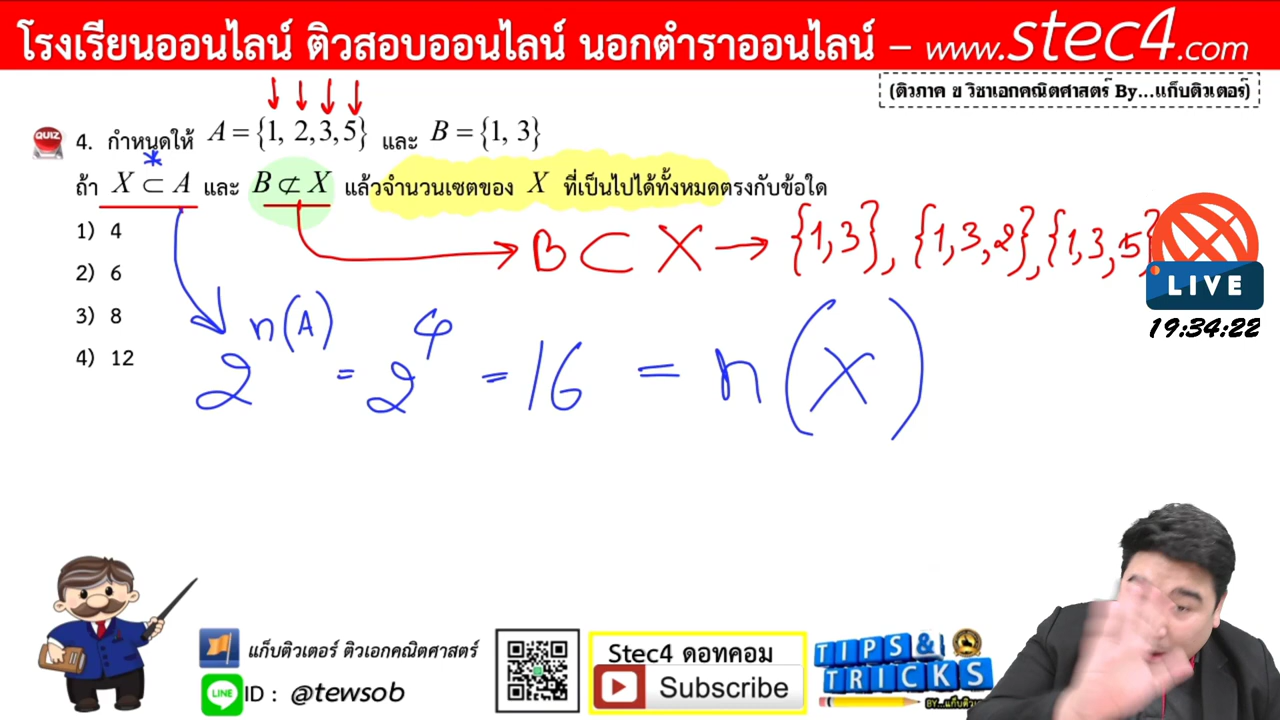 โรงเรียนออนไลน์ ติวสอบออนไลน์ นอกตำราออนไลน์ – www.stec4.com
(ติวภาค ข วิชาเอกคณิตศาสตร์ By...แก๊บติวเตอร์)
QUIZ 4. กำหนดให้ A = {1, 2, 3, 5} และ B = {1, 3}
*
ถ้า X ⊂ A และ B ⊄ X แล้วจำนวนเซตของ X ที่เป็นไปได้ทั้งหมดตรงกับข้อใด
1) 4
B ⊂ X → {1,3}, {1,3,2}, {1,3,5}
2) 6
LIVE
3) 8
19:34:22
4) 12
2^n(A) = 2^4 = 16 = n(X)
แก๊บติวเตอร์ ติวเอกคณิตศาสตร์
LINE ID : @tewsob
Stec4 ดอทคอม
Subscribe
TIPS &
TRICKS